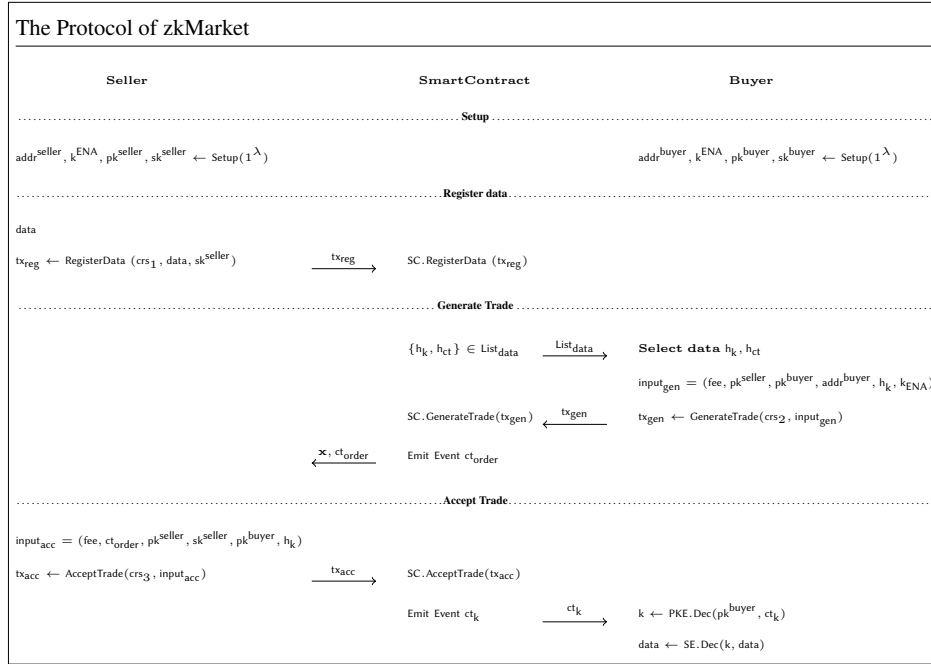 The Protocol of zkMarket
Seller SmartContract Buyer
Setup
addr^seller, k^ENA, pk^seller, sk^seller ← Setup(1^λ) addr^buyer, k^ENA, pk^buyer, sk^buyer ← Setup(1^λ)
Register data
data
tx_reg ← RegisterData (crs_1, data, sk^seller) tx_reg SC.RegisterData (tx_reg)
Generate Trade
{h_k, h_ct} ∈ List_data List_data Select data h_k, h_ct
input_gen = (fee, pk^seller, pk^buyer, addr^buyer, h_k, k_ENA)
SC.GenerateTrade(tx_gen) tx_gen tx_gen ← GenerateTrade(crs_2, input_gen)
x, ct_order Emit Event ct_order
Accept Trade
input_acc = (fee, ct_order, pk^seller, sk^seller, pk^buyer, h_k)
tx_acc ← AcceptTrade(crs_3, input_acc) tx_acc SC.AcceptTrade(tx_acc)
Emit Event ct_k ct_k k ← PKE.Dec(pk^buyer, ct_k)
data ← SE.Dec(k, data)